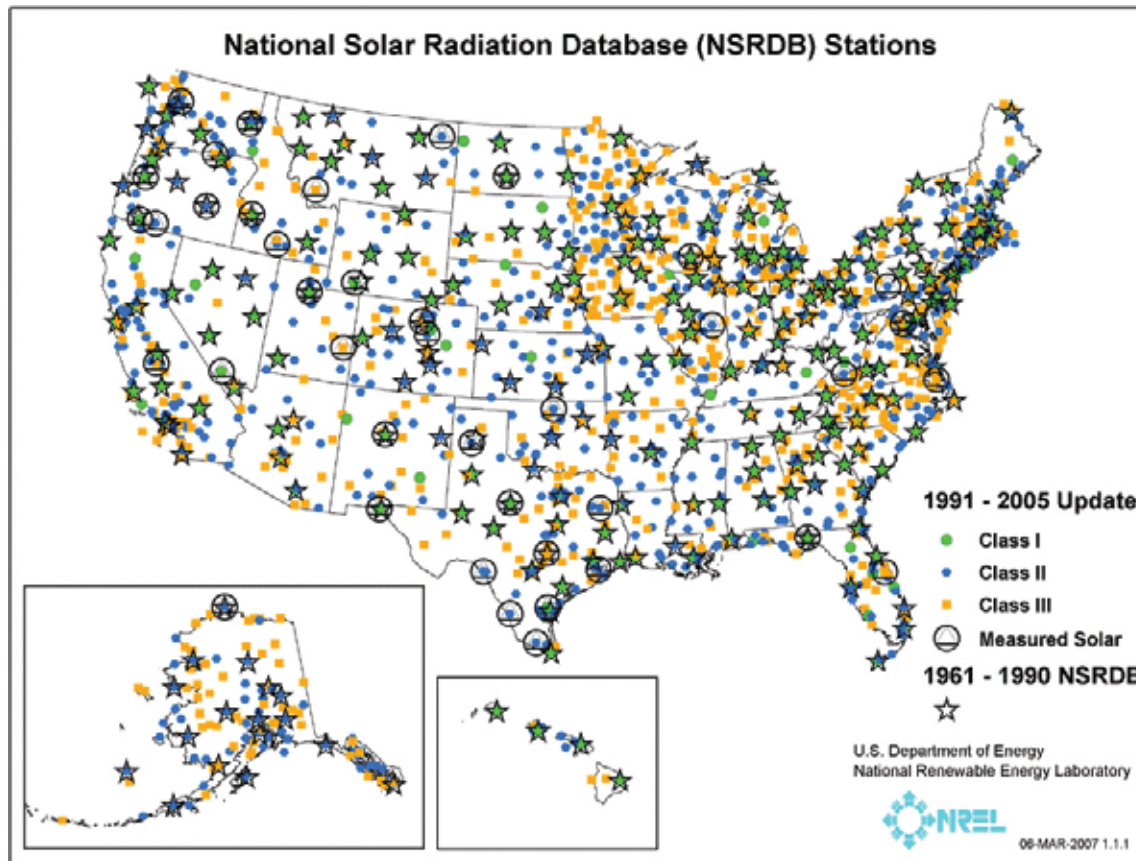 National Solar Radiation Database (NSRDB) Stations
1991 - 2005 Update
Class I
Class II
Class III
Measured Solar
1961 - 1990 NSRDB
U.S. Department of Energy
National Renewable Energy Laboratory
NREL
06-MAR-2007 1.1.1